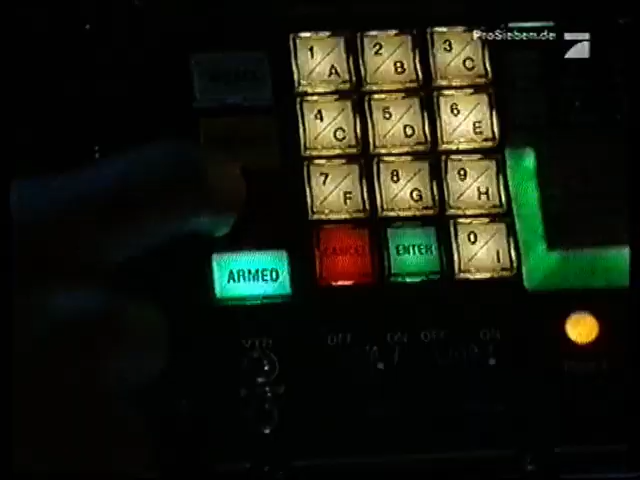 ProSieben.de
1 A 2 B 3 C
4 C 5 D 6 E
7 F 8 G 9 H
CANCEL ENTER 0 I
ARMED
OFF ON OFF ON